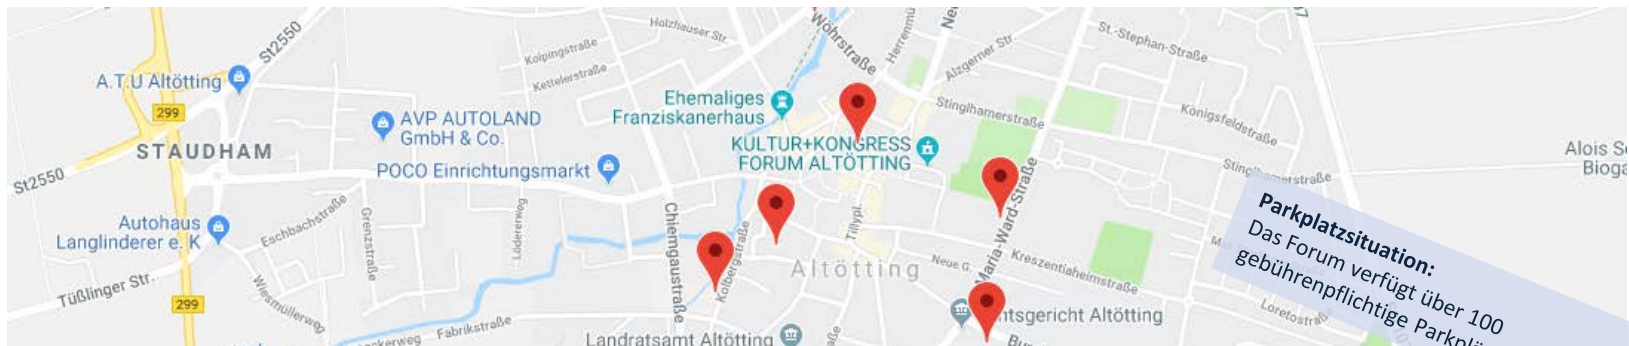 Holzhauser Str.
Wöhrstraße
St2550
Kolpingstraße
St.-Stephan-Straße
Alzgerner Str.
A.T.U Altötting
Kettelerstraße
299
Ehemaliges
Franziskanerhaus
Stinglhamerstraße
Königsfeldstraße
AVP AUTOLAND
GmbH & Co.
STAUDHAM
KULTUR+KONGRESS
FORUM ALTÖTTING
POCO Einrichtungsmarkt
St2550
Alois
Maria-Ward-Straße
Autohaus
Langlinderer e. K
Eschbachstraße
Grenzstraße
Lödererweg
Chiemgaustraße
Kolbergstraße
Tillypl.
Parkplatzsituation:
Das Forum verfügt über 100
gebührenpflichtige
Altötting
Neue G.
Kreszentiaheimstraße
Tüßlinger Str.
Wiesmüllerweg
299
Fabrikstraße
Landratsamt Altötting
tsgericht Altötting